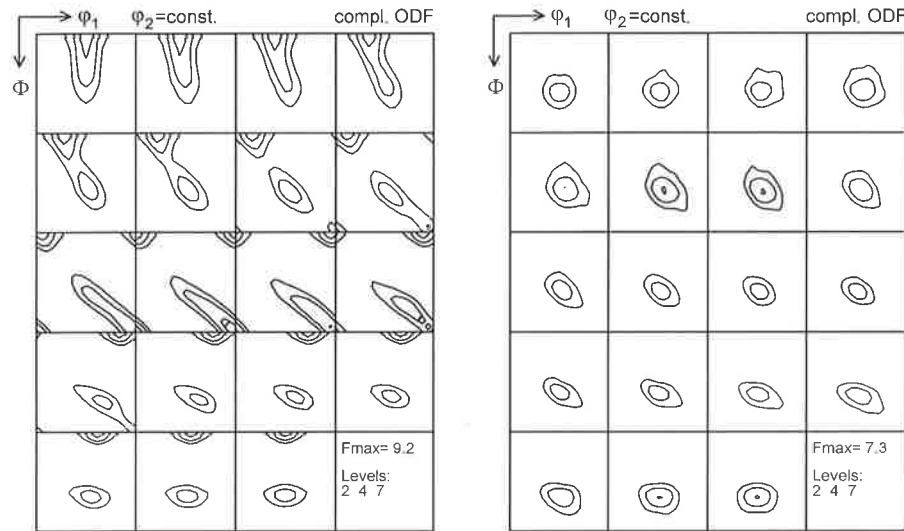 φ1 φ2=const. compl. ODF
Φ
Fmax= 9.2
Levels:
2 4 7
φ1 φ2=const. compl. ODF
Φ
Fmax= 7.3
Levels:
2 4 7